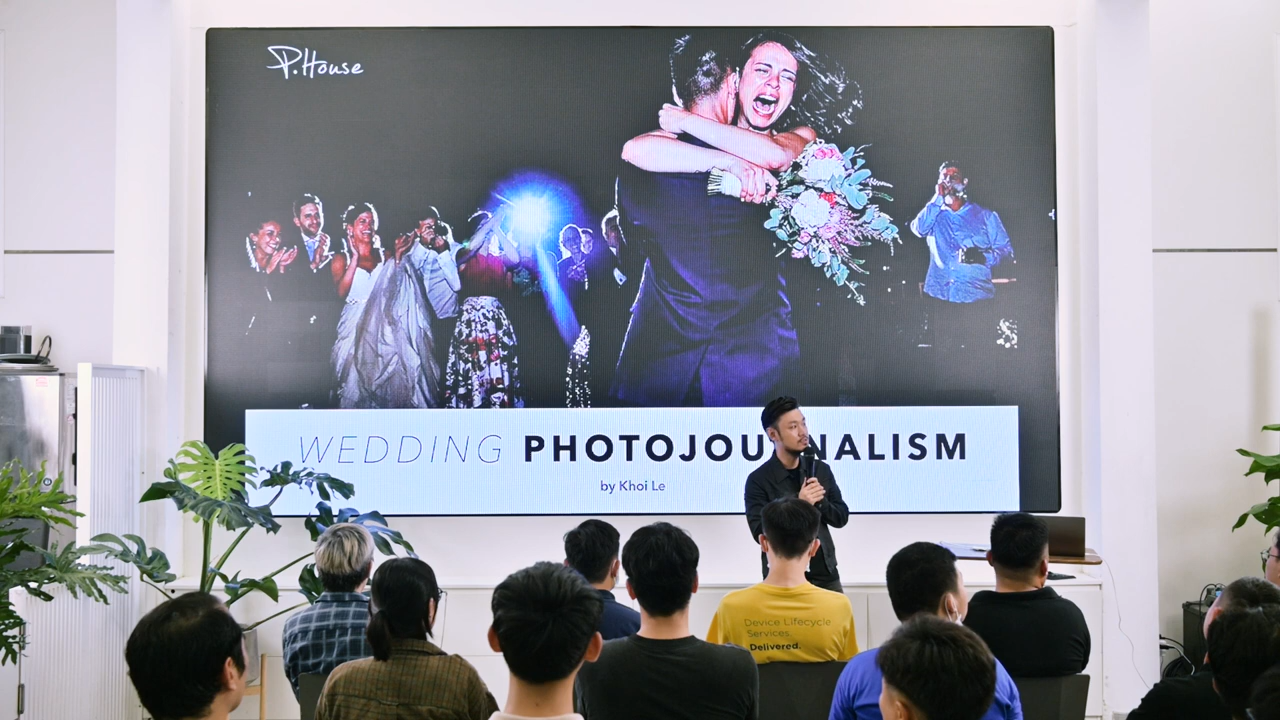 P.House
WEDDING PHOTOJOURNALISM
by Khoi Le
Device Lifecycle
Services.
Delivered.